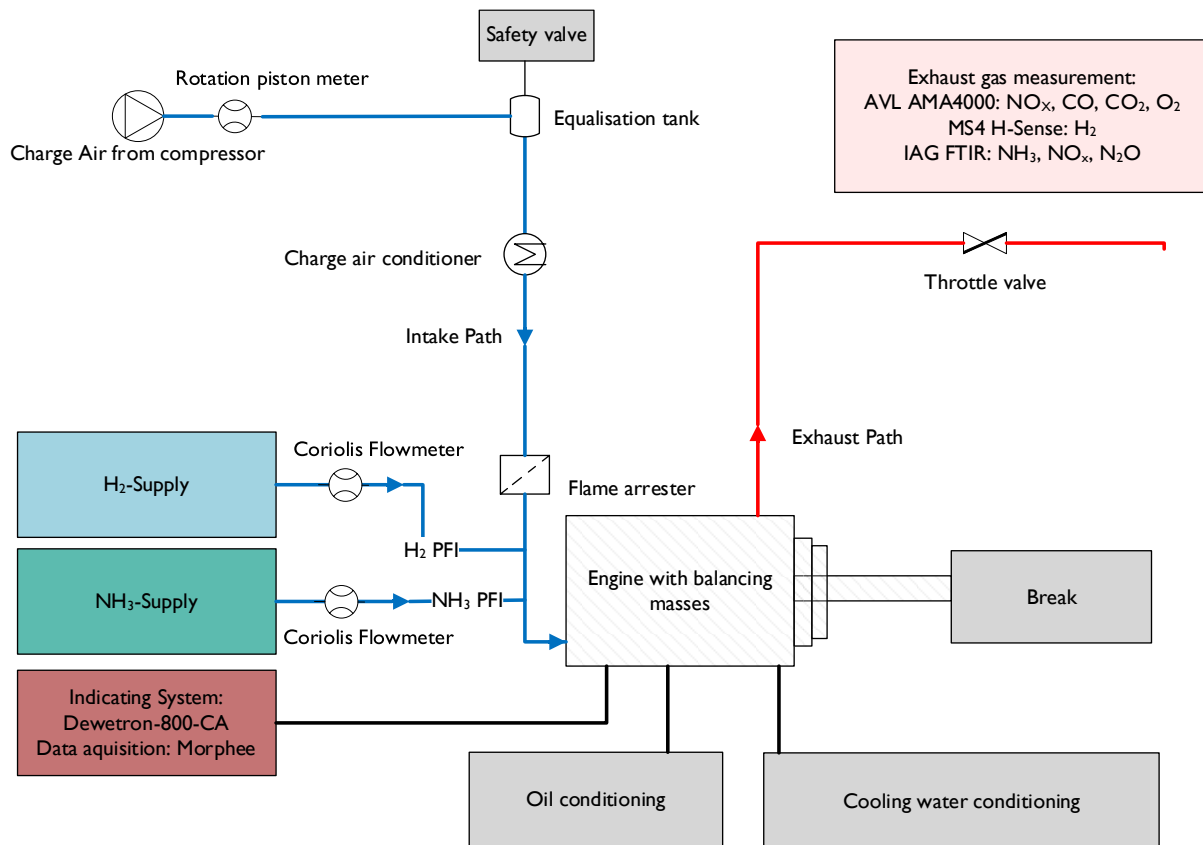 Safety valve
Exhaust gas measurement:
AVL AMA4000: NOₓ, CO, CO₂, O₂
MS4 H-Sense: H₂
IAG FTIR: NH₃, NOₓ, N₂O
Rotation piston meter
Equalisation tank
Charge Air from compressor
Charge air conditioner
Throttle valve
Intake Path
Exhaust Path
Coriolis Flowmeter
H₂-Supply
Flame arrester
H₂ PFI
Engine with balancing
masses
NH₃-Supply
NH₃ PFI
Break
Coriolis Flowmeter
Indicating System:
Dewetron-800-CA
Data aquisition: Morphee
Oil conditioning
Cooling water conditioning